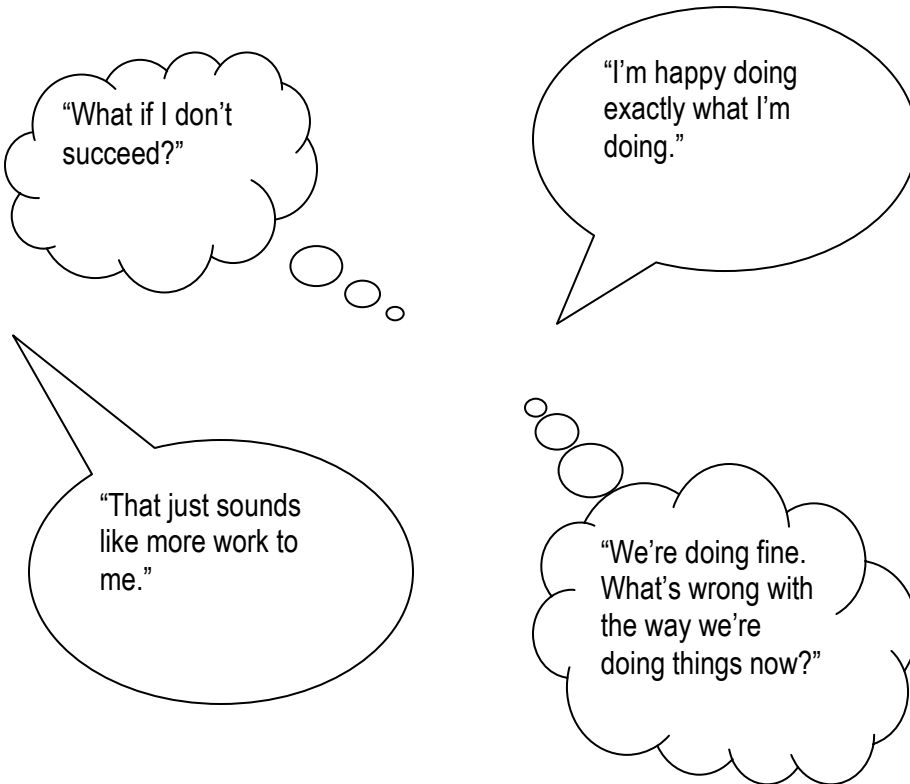 “What if I don’t
succeed?”
“I’m happy doing
exactly what I’m
doing.”
“That just sounds
like more work to
me.”
“We’re doing fine.
What’s wrong with
the way we’re
doing things now?”